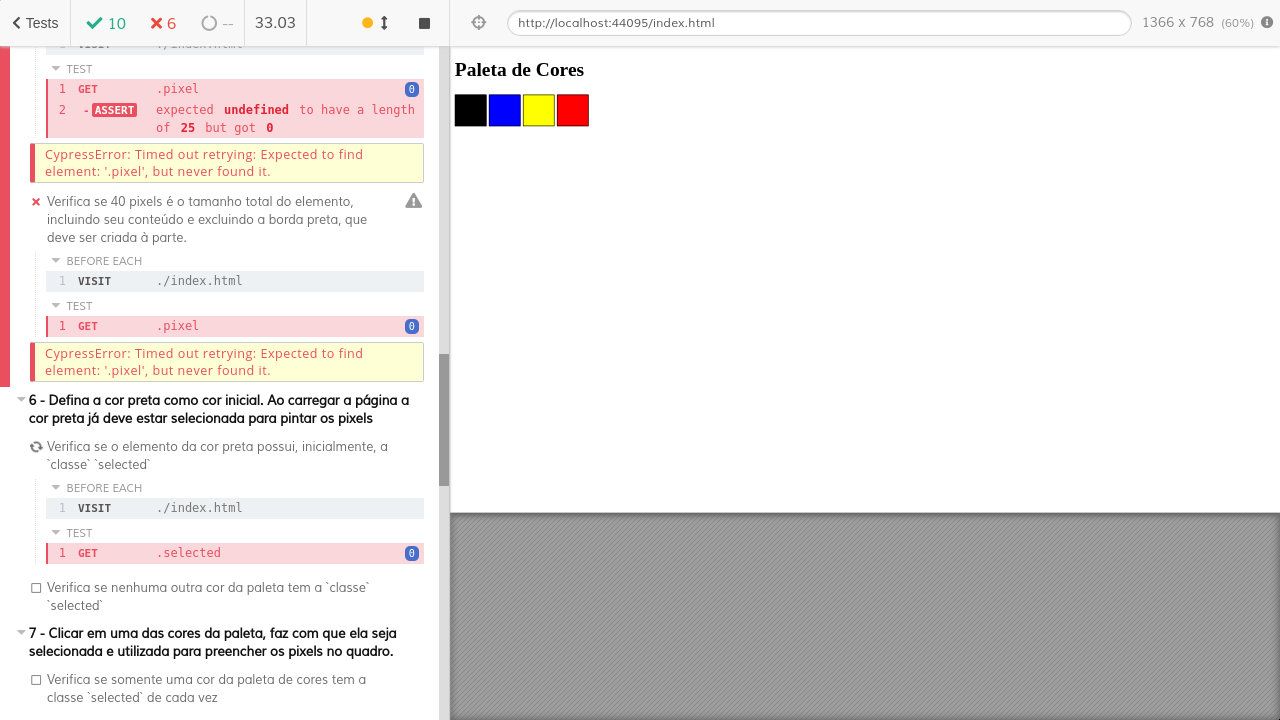 Tests
10
6
--
33.03
http://localhost:44095/index.html
1366 x 768 (60%)
TEST
1 GET .pixel 0
2 -ASSERT expected undefined to have a length
of 25 but got 0
CypressError: Timed out retrying: Expected to find
element: '.pixel', but never found it.
Verifica se 40 pixels é o tamanho total do elemento,
incluindo seu conteúdo e excluindo a borda preta, que
deve ser criada à parte.
BEFORE EACH
1 VISIT ./index.html
TEST
1 GET .pixel 0
CypressError: Timed out retrying: Expected to find
element: '.pixel', but never found it.
6 - Defina a cor preta como cor inicial. Ao carregar a página a
cor preta já deve estar selecionada para pintar os pixels
Verifica se o elemento da cor preta possui, inicialmente, a
`classe` `selected`
BEFORE EACH
1 VISIT ./index.html
TEST
1 GET .selected 0
Verifica se nenhuma outra cor da paleta tem a `classe`
`selected`
7 - Clicar em uma das cores da paleta, faz com que ela seja
selecionada e utilizada para preencher os pixels no quadro.
Verifica se somente uma cor da paleta de cores tem a
classe `selected` de cada vez
Paleta de Cores